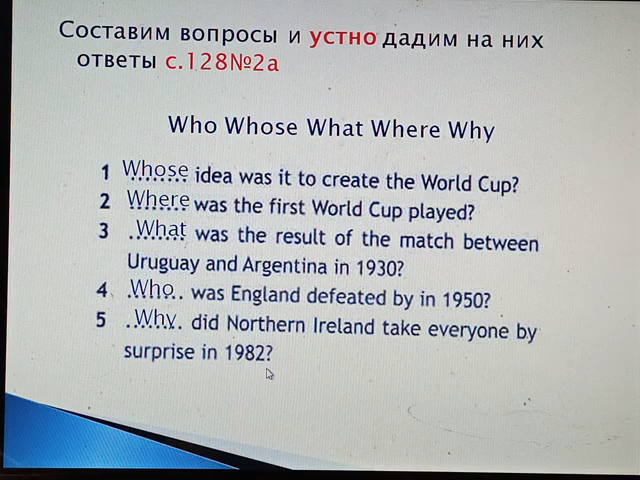 Составим вопросы и устно дадим на них
ответы с.128№2а
Who Whose What Where Why
1 Whose idea was it to create the World Cup?
2 Where was the first World Cup played?
3 What was the result of the match between
Uruguay and Argentina in 1930?
4 Who was England defeated by in 1950?
5 Why did Northern Ireland take everyone by
surprise in 1982?